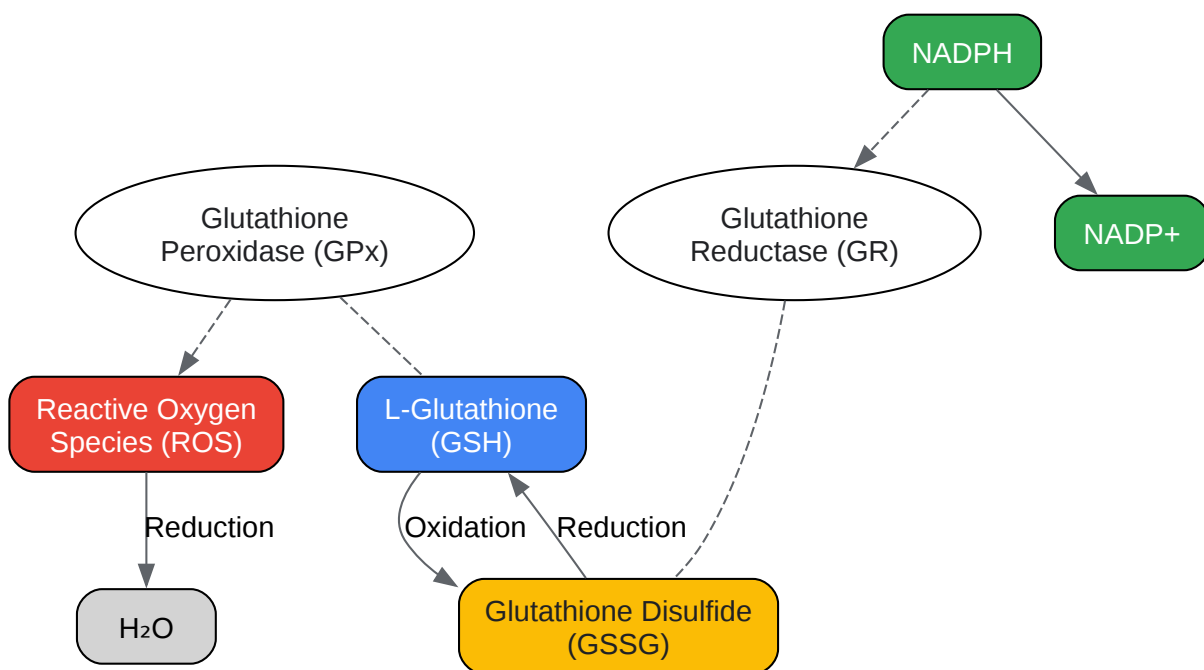 NADPH
Glutathione
Peroxidase (GPx)
Glutathione
Reductase (GR)
NADP+
Reactive Oxygen
Species (ROS)
L-Glutathione
(GSH)
Reduction
Oxidation
Reduction
H₂O
Glutathione Disulfide
(GSSG)